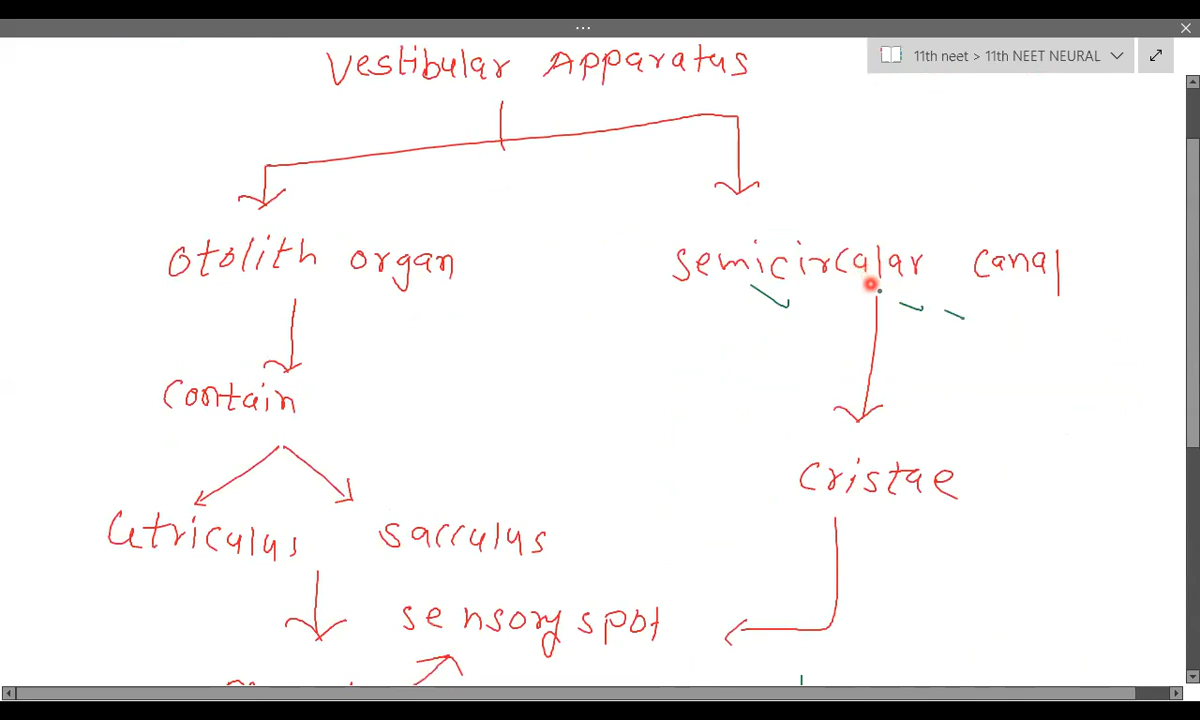 11th neet > 11th NEET NEURAL
Vestibular Apparatus
Otolith organ
Semicircular canal
Contain
Cristae
Utriculus
Sacculus
Sensory spot